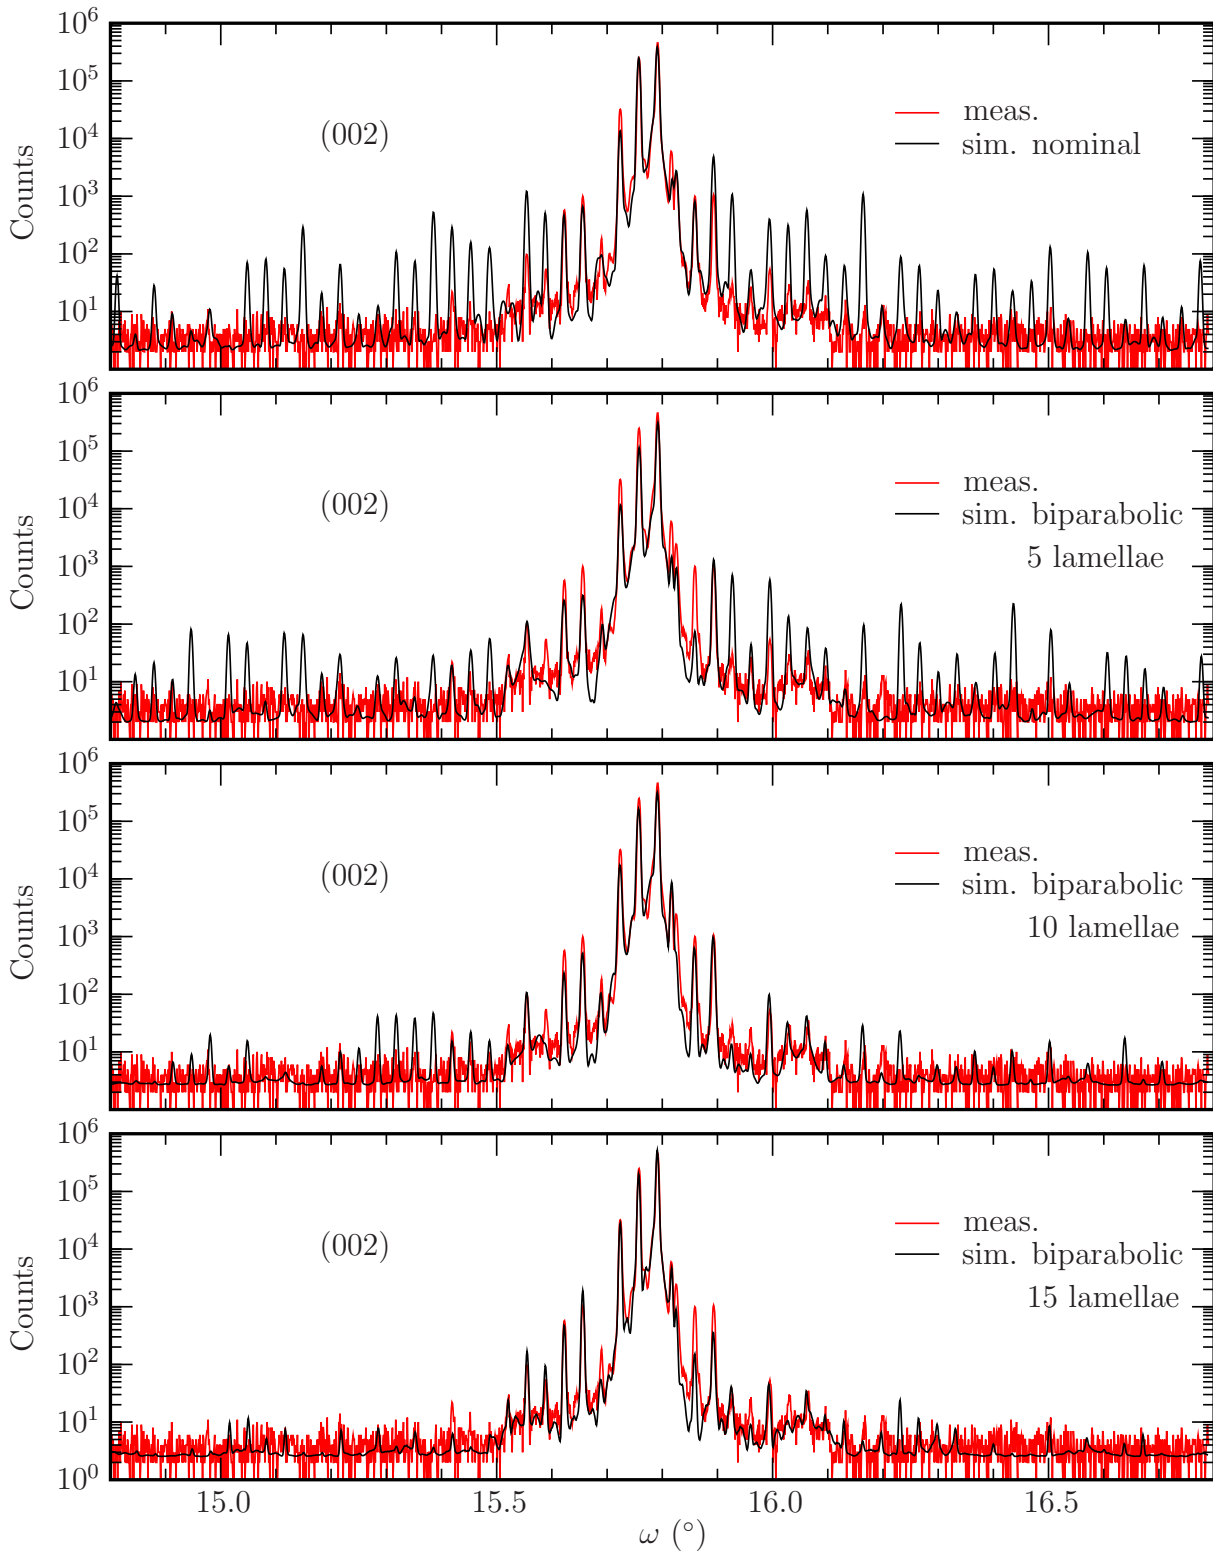 10^6
10^5
10^4
10^3
10^2
10^1
Counts
(002)
meas.
sim. nominal
10^6
10^5
10^4
10^3
10^2
10^1
Counts
(002)
meas.
sim. biparabolic
5 lamellae
10^6
10^5
10^4
10^3
10^2
10^1
Counts
(002)
meas.
sim. biparabolic
10 lamellae
10^6
10^5
10^4
10^3
10^2
10^1
10^0
Counts
(002)
meas.
sim. biparabolic
15 lamellae
15.0 15.5 16.0 16.5
ω (°)